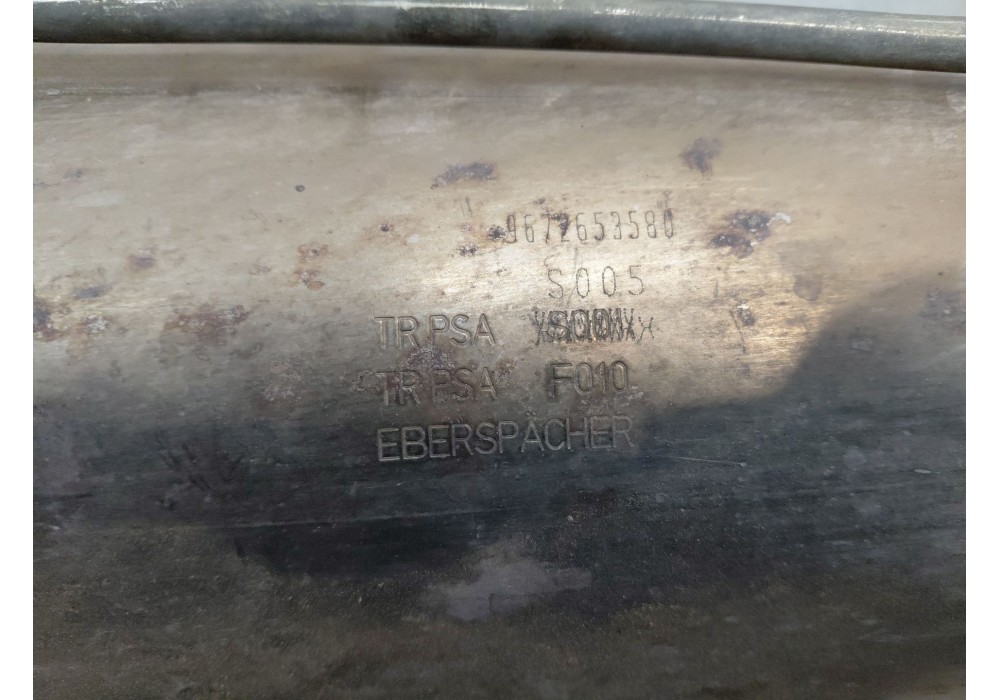 9672653580
S005
TR PSA
TR PSA F010
EBERSPÄCHER